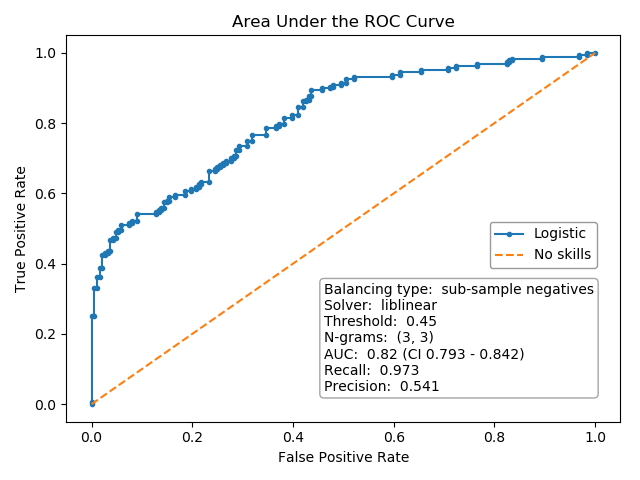 Area Under the ROC Curve
True Positive Rate
1.0
0.8
0.6
0.4
0.2
0.0
Logistic
No skills
Balancing type:  sub-sample negatives
Solver:  liblinear
Threshold:  0.45
N-grams:  (3, 3)
AUC:  0.82 (CI 0.793 - 0.842)
Recall:  0.973
Precision:  0.541
0.0 0.2 0.4 0.6 0.8 1.0
False Positive Rate